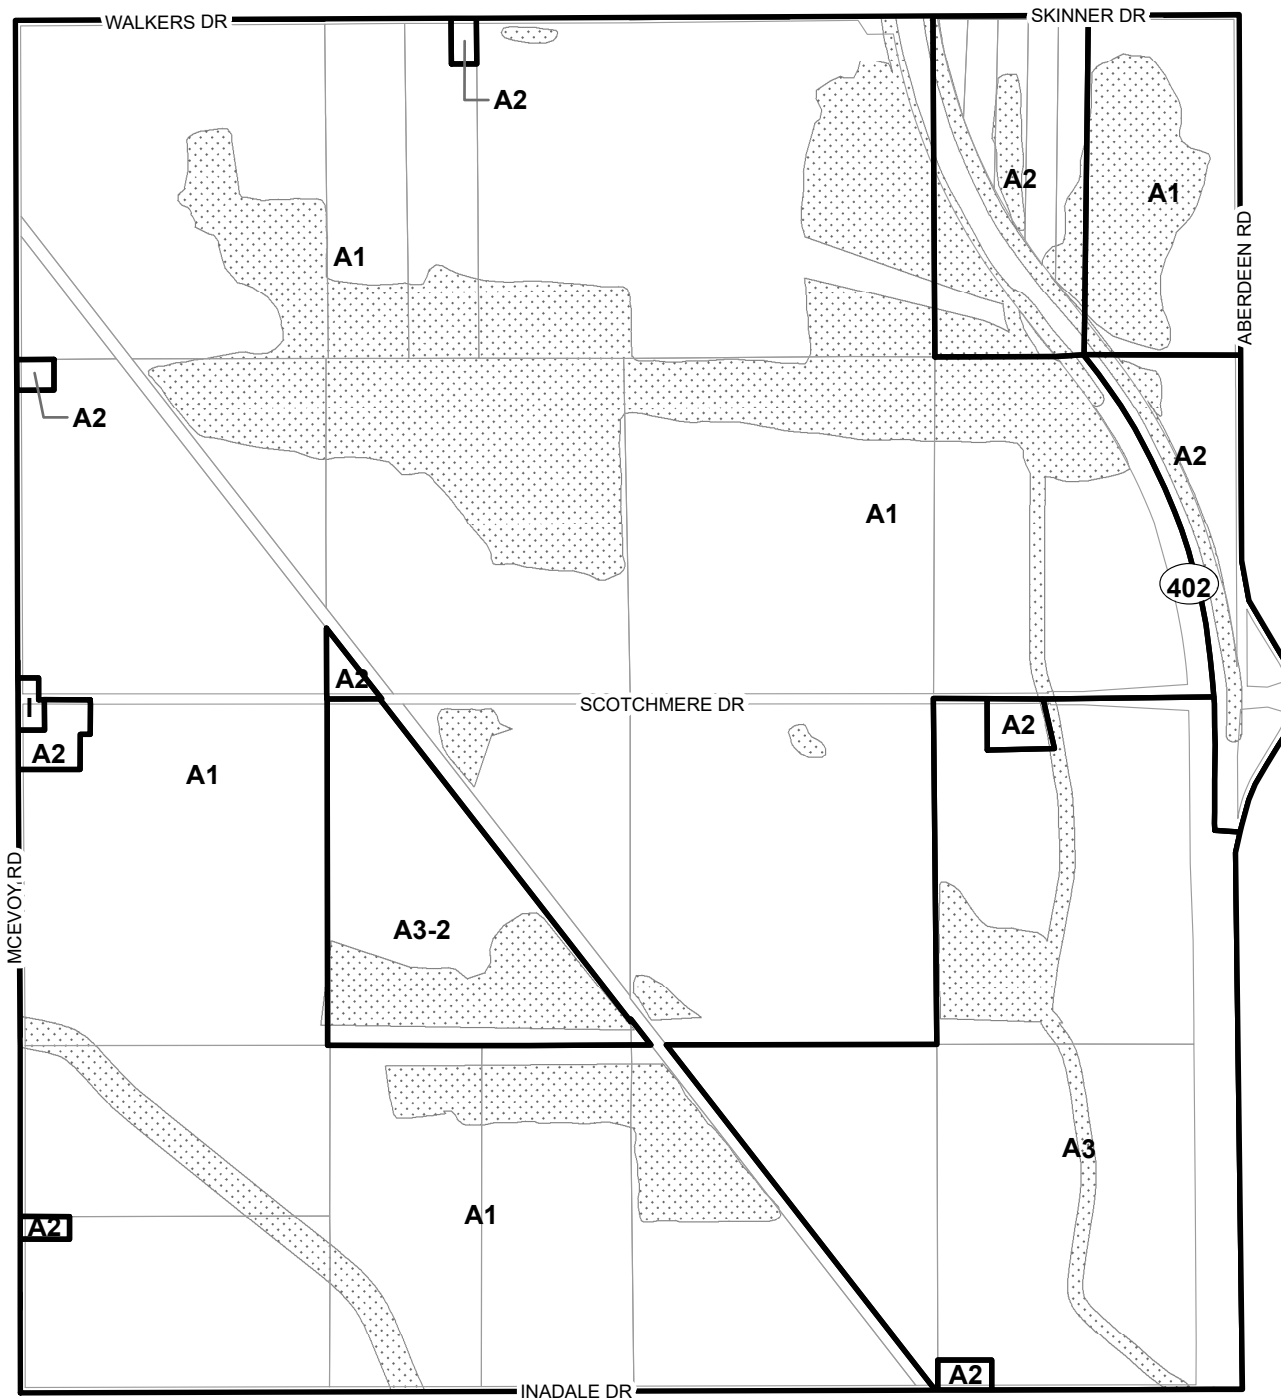 WALKERS DR
SKINNER DR
A2
A2
A1
ABERDEEN RD
A1
A2
A2
A1
402
A2
I
SCOTCHMERE DR
A2
A2
A1
MCEVOY RD
A3-2
A3
A1
A2
A2
INADALE DR